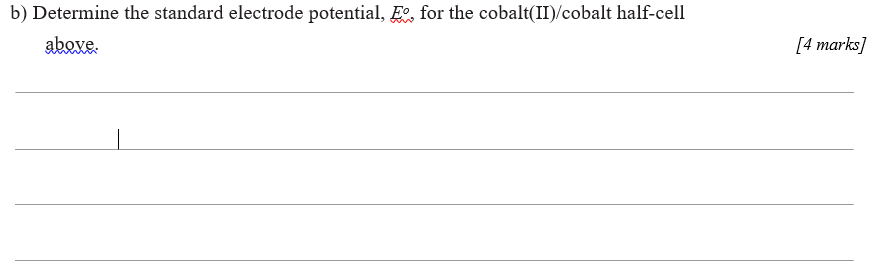 b) Determine the standard electrode potential, E°, for the cobalt(II)/cobalt half-cell
above. [4 marks]